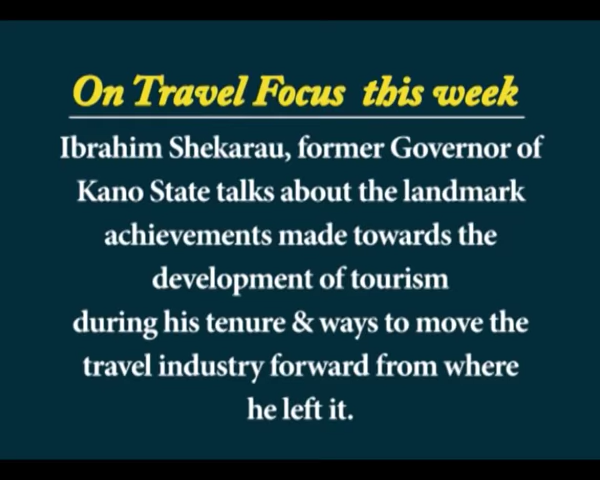 On Travel Focus this week
Ibrahim Shekarau, former Governor of
Kano State talks about the landmark
achievements made towards the
development of tourism
during his tenure & ways to move the
travel industry forward from where
he left it.